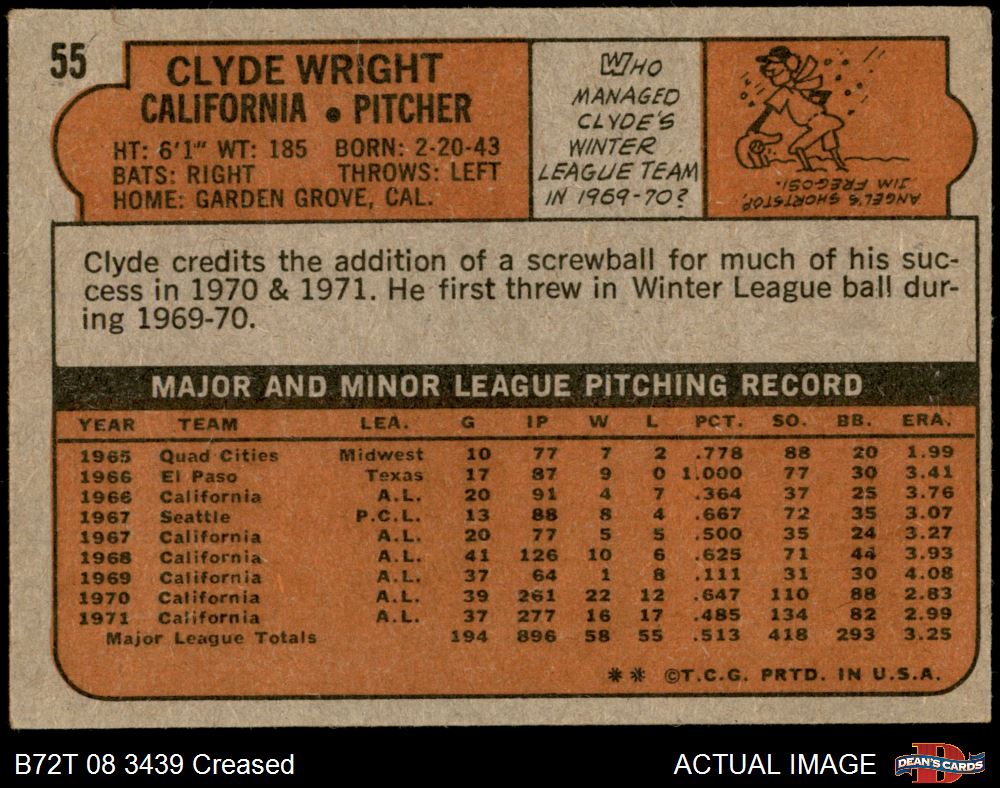 55
CLYDE WRIGHT
CALIFORNIA • PITCHER
HT: 6'1" WT: 185 BORN: 2-20-43
BATS: RIGHT THROWS: LEFT
HOME: GARDEN GROVE, CAL.
WHO
MANAGED
CLYDE'S
WINTER
LEAGUE TEAM
IN 1969-70?
ANGEL'S SHORTSTOP,
JIM FREGOSI.
Clyde credits the addition of a screwball for much of his suc-
cess in 1970 & 1971. He first threw in Winter League ball dur-
ing 1969-70.
MAJOR AND MINOR LEAGUE PITCHING RECORD
YEAR TEAM LEA. G IP W L PCT. SO. BB. ERA.
1965 Quad Cities Midwest 10 77 7 2 .778 88 20 1.99
1966 El Paso Texas 17 87 9 0 1.000 77 30 3.41
1966 California A.L. 20 91 4 7 .364 37 25 3.76
1967 Seattle P.C.L. 13 88 8 4 .667 72 35 3.07
1967 California A.L. 20 77 5 5 .500 35 24 3.27
1968 California A.L. 41 126 10 6 .625 71 44 3.93
1969 California A.L. 37 64 1 8 .111 31 30 4.08
1970 California A.L. 39 261 22 12 .647 110 88 2.83
1971 California A.L. 37 277 16 17 .485 134 82 2.99
Major League Totals 194 896 58 55 .513 418 293 3.25
** ©T.C.G. PRTD. IN U.S.A.
B72T 08 3439 Creased
ACTUAL IMAGE
D
DEAN'S CARDS